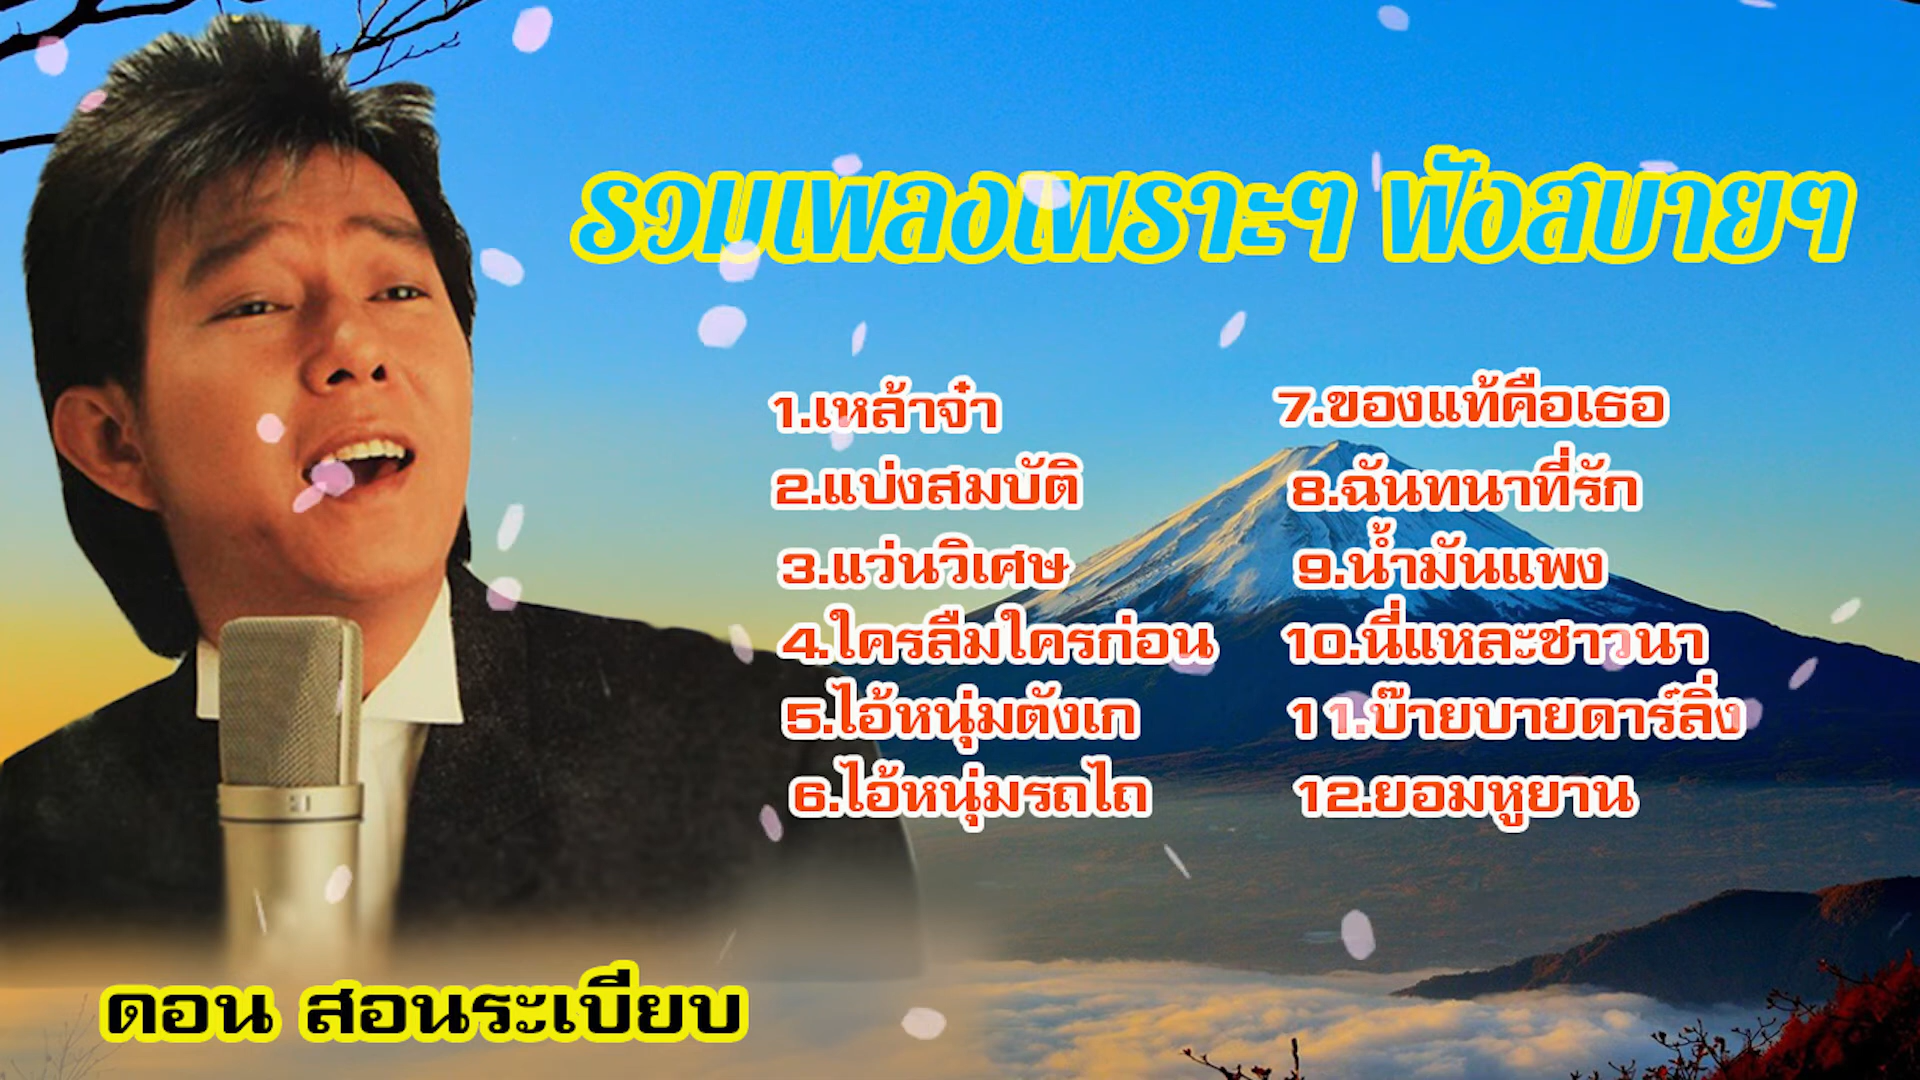 รวมเพลงเพราะๆ ฟังสบายๆ
1.เหล้าจ๋า
2.แบ่งสมบัติ
3.แว่นวิเศษ
4.ใครลืมใครก่อน
5.ไอ้หนุ่มตังเก
6.ไอ้หนุ่มรถไถ
7.ของแท้คือเธอ
8.ฉันทนาที่รัก
9.น้ำมันแพง
10.นี่แหละชาวนา
11.บ๊ายบายดาร์ลิ่ง
12.ยอมหูยาน
ดอน สอนระเบียบ